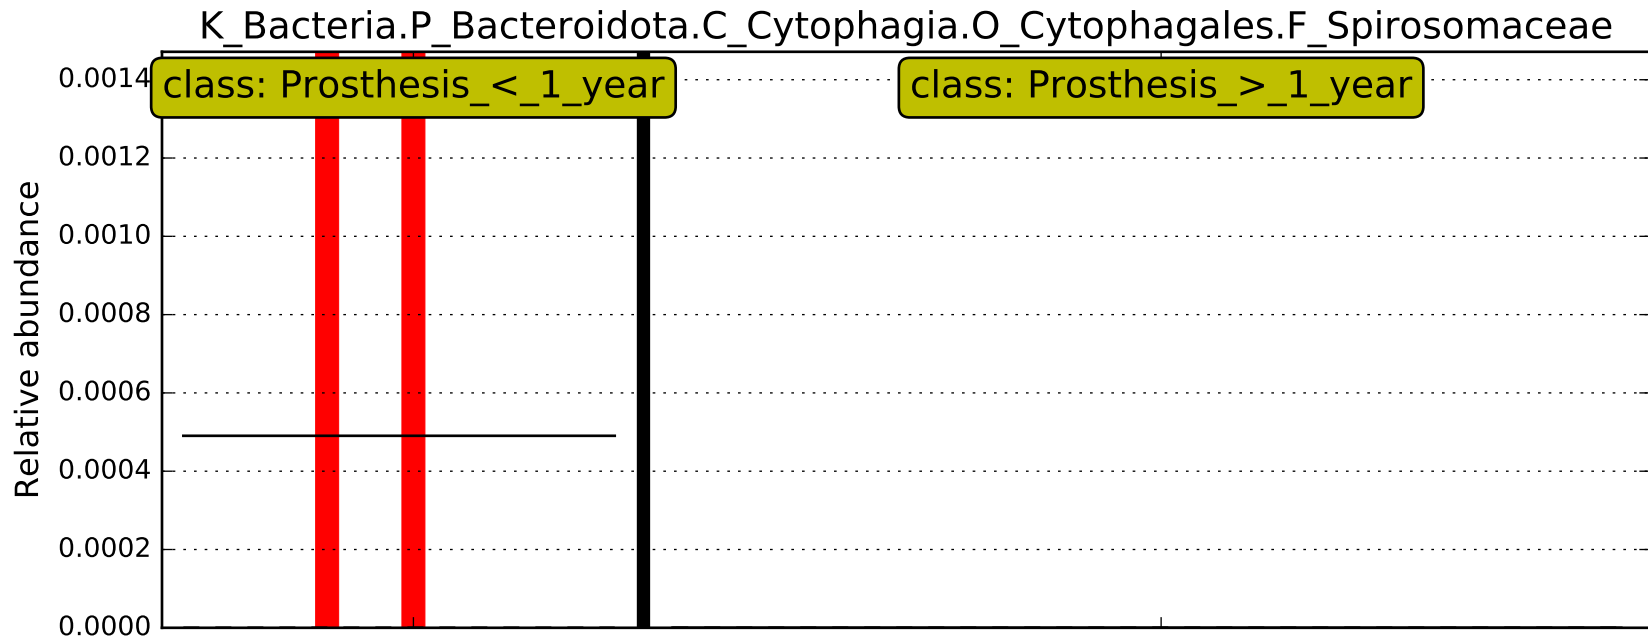 K_Bacteria.P_Bacteroidota.C_Cytophagia.O_Cytophagales.F_Spirosomaceae
class: Prosthesis_<_1_year
class: Prosthesis_>_1_year
Relative abundance
0.0014
0.0012
0.0010
0.0008
0.0006
0.0004
0.0002
0.0000